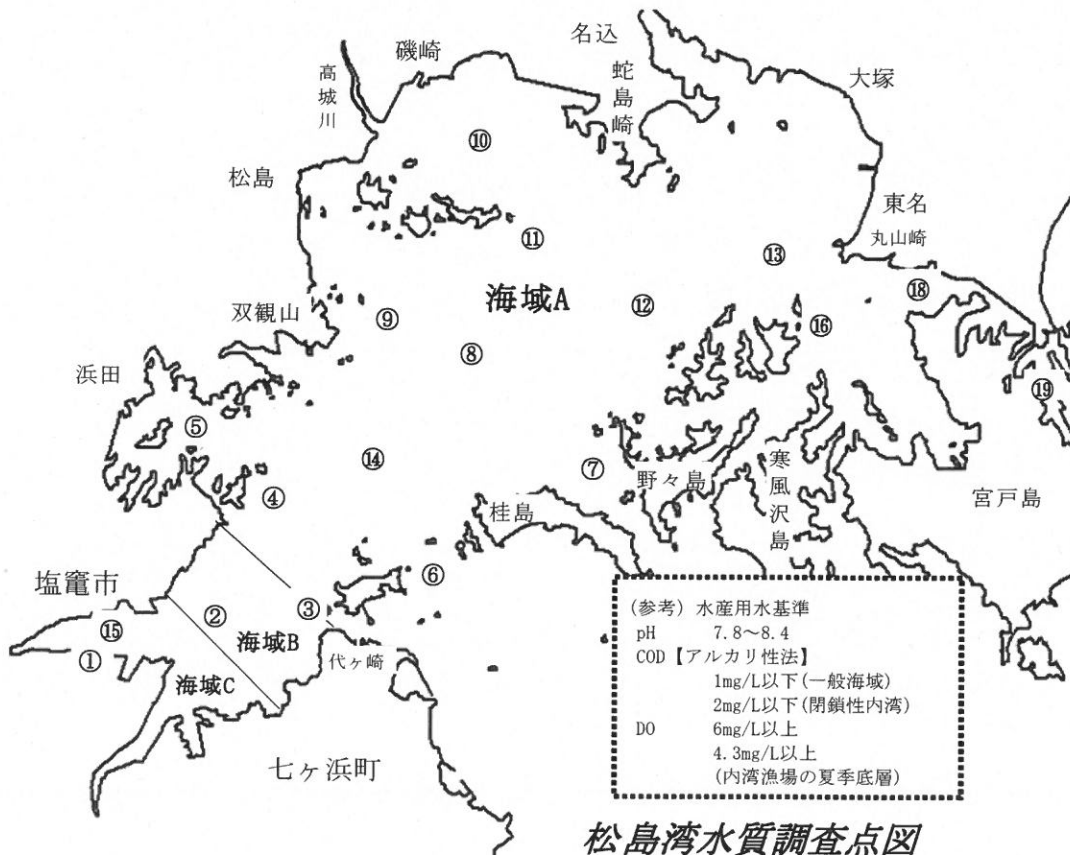 名込
磯崎
高城川
蛇島崎
大塚
⑩
松島
東名
丸山崎
⑪
⑬
⑱
海域A
双観山
⑨
⑫
⑯
⑧
浜田
⑲
⑤
⑭
⑦
野々島
寒風沢島
④
宮戸島
桂島
塩竈市
⑥
③
②
⑮
海域B
①
代ヶ崎
海域C
七ヶ浜町
(参考) 水産用水基準
pH 7.8～8.4
COD【アルカリ性法】
1mg/L以下(一般海域)
2mg/L以下(閉鎖性内湾)
DO 6mg/L以上
4.3mg/L以上
(内湾漁場の夏季底層)
松島湾水質調査点図